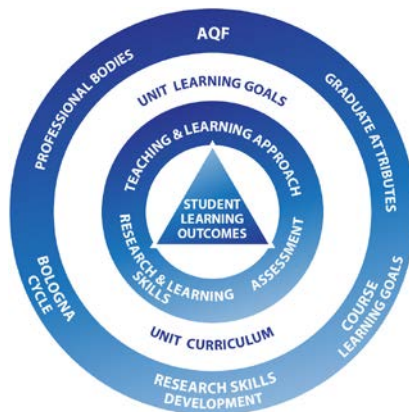 AQF
PROFESSIONAL BODIES
GRADUATE ATTRIBUTES
UNIT LEARNING GOALS
TEACHING & LEARNING APPROACH
STUDENT
LEARNING
OUTCOMES
RESEARCH & LEARNING
SKILLS
ASSESSMENT
BOLOGNA
CYCLE
UNIT CURRICULUM
COURSE
LEARNING GOALS
RESEARCH SKILLS
DEVELOPMENT